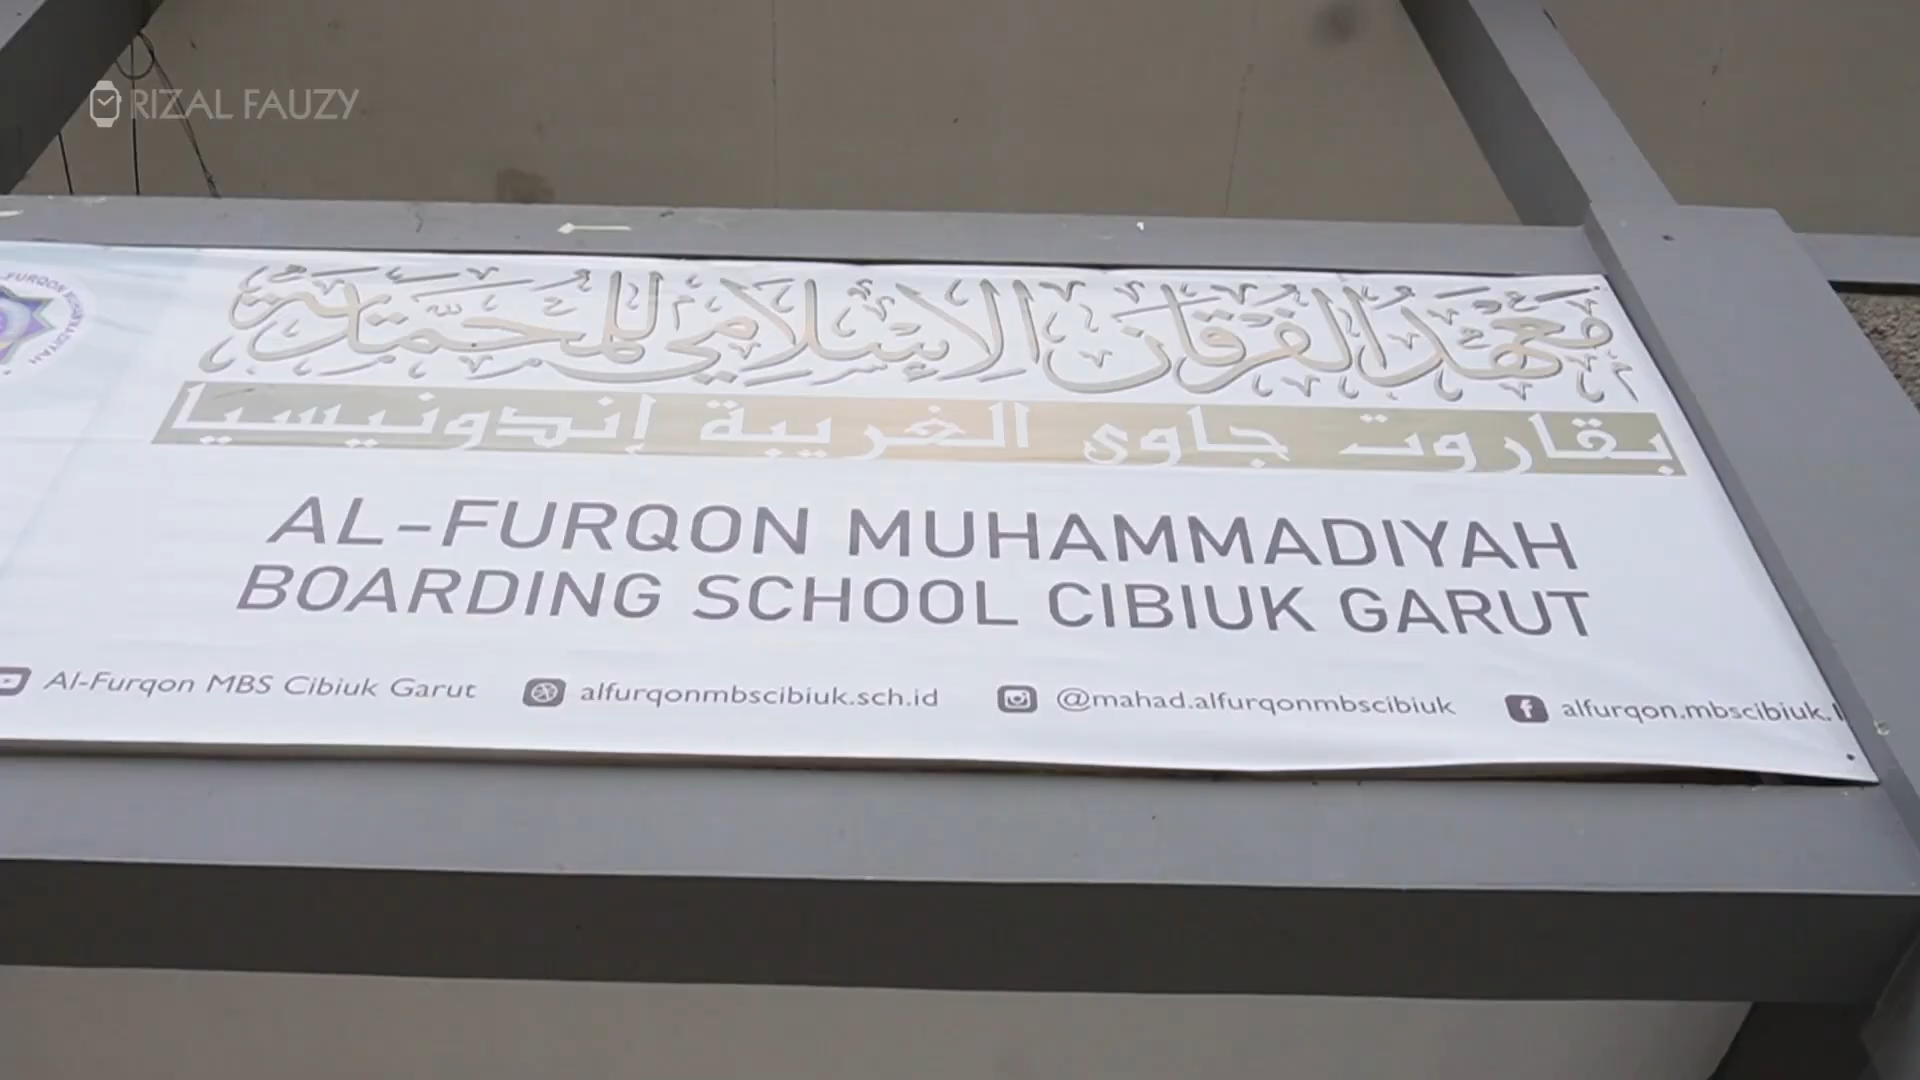 RIZAL FAUZY
معهد الفرقان الإسلامي للمحمدية
بقاروت جاوى الغربية إندونيسيا
AL-FURQON MUHAMMADIYAH
BOARDING SCHOOL CIBIUK GARUT
Al-Furqon MBS Cibiuk Garut alfurqonmbscibiuk.sch.id @mahad.alfurqonmbscibiuk alfurqon.mbscibiuk.